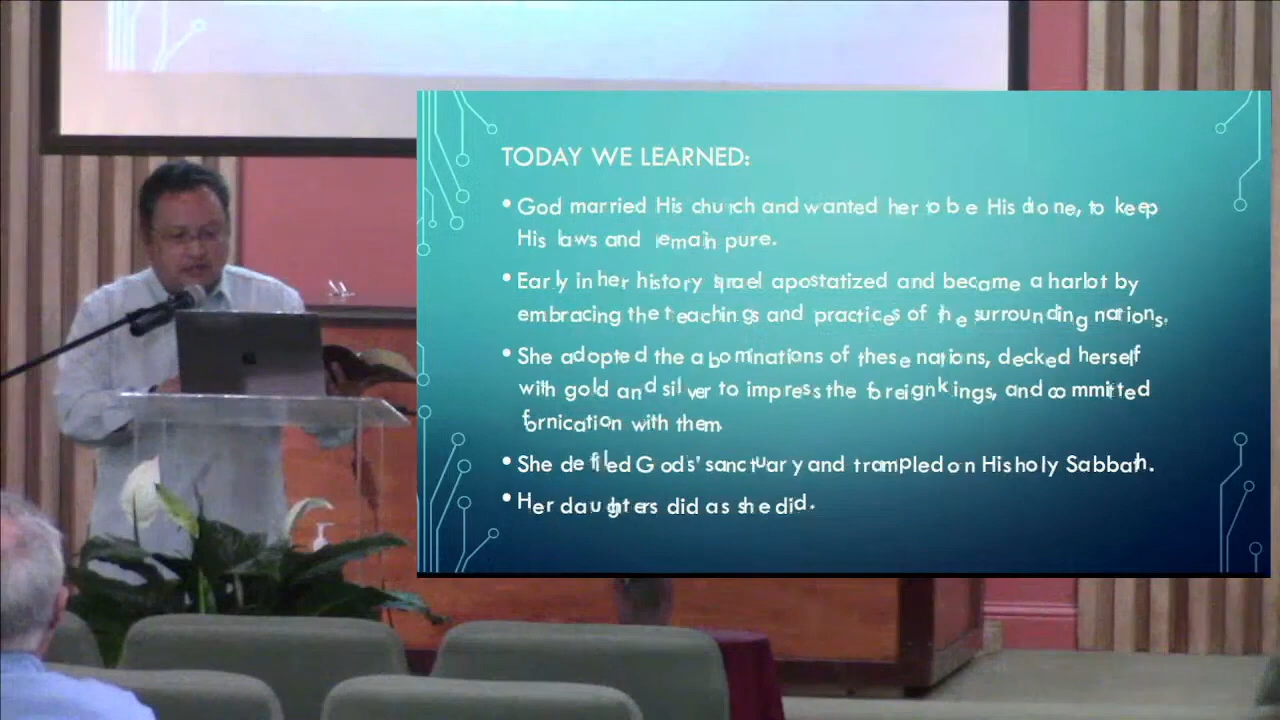 TODAY WE LEARNED:
• God married His church and wanted her to be His alone, to keep
His laws and remain pure.
• Early in her history Israel apostatized and became a harlot by
embracing the teachings and practices of the surrounding nations.
• She adopted the abominations of these nations, decked herself
with gold and silver to impress the foreign kings, and committed
fornication with them.
• She defiled Gods' sanctuary and trampled on His holy Sabbath.
• Her daughters did as she did.